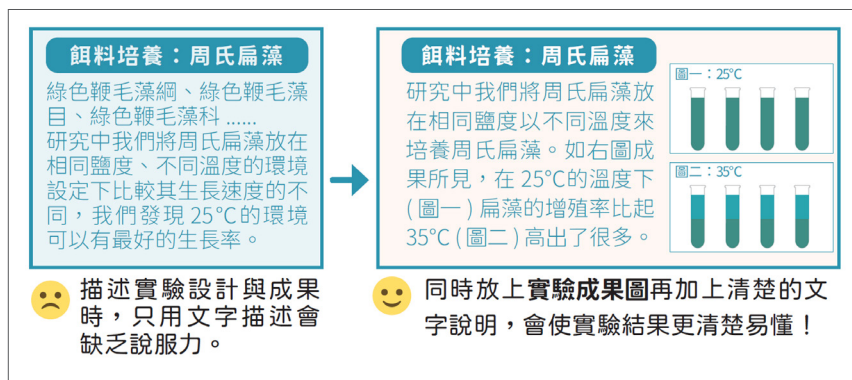 餌料培養：周氏扁藻
綠色鞭毛藻綱、綠色鞭毛藻
目、綠色鞭毛藻科......
研究中我們將周氏扁藻放在
相同鹽度、不同溫度的環境
設定下比較其生長速度的不
同，我們發現25℃的環境
可以有最好的生長率。
描述實驗設計與成果
時，只用文字描述會
缺乏說服力。
餌料培養：周氏扁藻
研究中我們將周氏扁藻放
在相同鹽度以不同溫度來
培養周氏扁藻。如右圖成
果所見，在25℃的溫度下
(圖一)扁藻的增殖率比起
35℃(圖二)高出了很多。
圖一：25℃
圖二：35℃
同時放上實驗成果圖再加上清楚的文
字說明，會使實驗結果更清楚易懂！